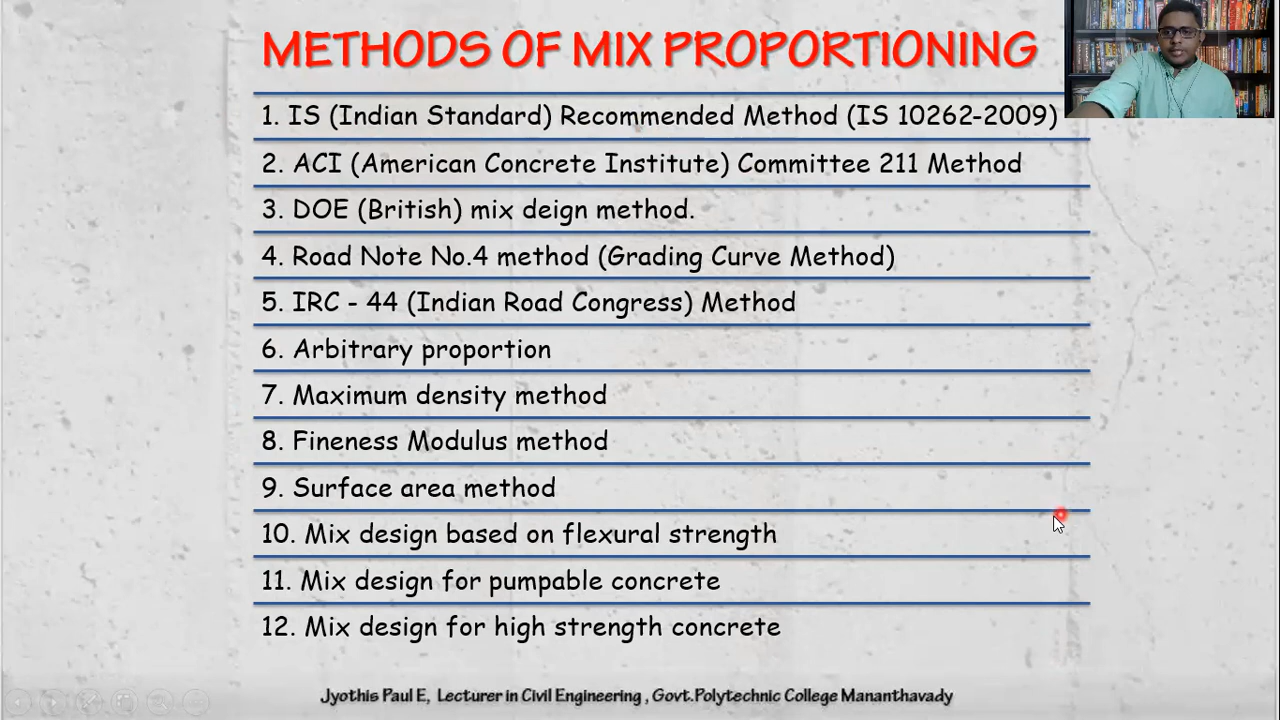 METHODS OF MIX PROPORTIONING
1. IS (Indian Standard) Recommended Method (IS 10262-2009)
2. ACI (American Concrete Institute) Committee 211 Method
3. DOE (British) mix deign method.
4. Road Note No.4 method (Grading Curve Method)
5. IRC - 44 (Indian Road Congress) Method
6. Arbitrary proportion
7. Maximum density method
8. Fineness Modulus method
9. Surface area method
10. Mix design based on flexural strength
11. Mix design for pumpable concrete
12. Mix design for high strength concrete
Jyothis Paul E, Lecturer in Civil Engineering , Govt.Polytechnic College Mananthavady